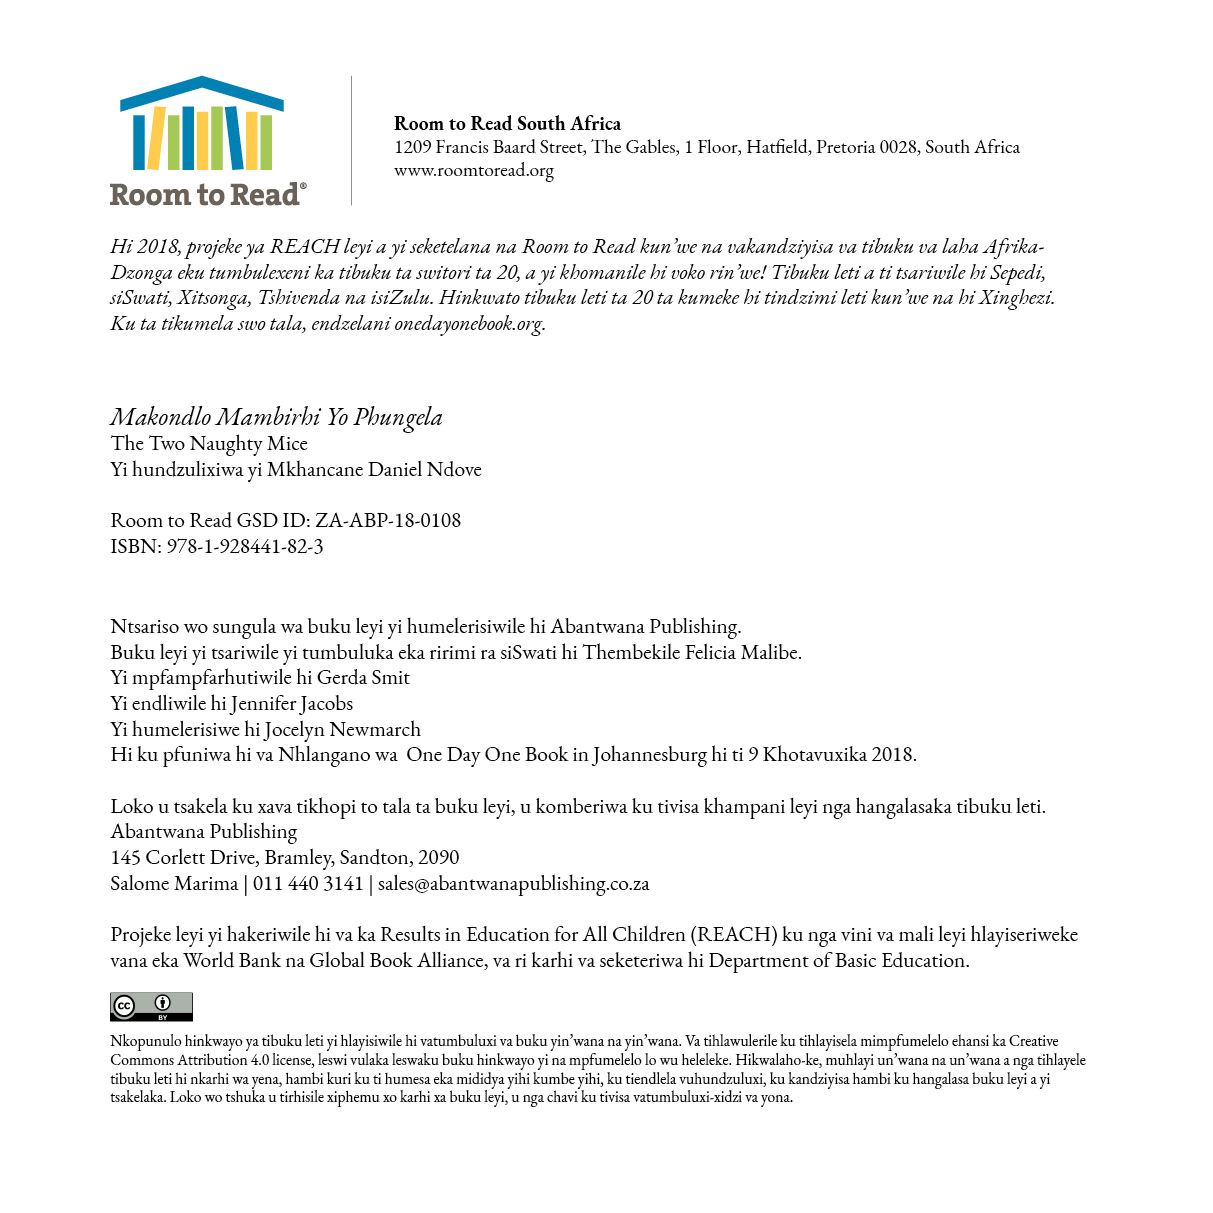 Room to Read®
Room to Read South Africa
1209 Francis Baard Street, The Gables, 1 Floor, Hatfield, Pretoria 0028, South Africa
www.roomtoread.org
Hi 2018, projeke ya REACH leyi a yi seketelana na Room to Read kun’we na vakandziyisa va tibuku va laha Afrika-
Dzonga eku tumbulexeni ka tibuku ta switori ta 20, a yi khomanile hi voko rin’we! Tibuku leti a ti tsariwile hi Sepedi,
siSwati, Xitsonga, Tshivenda na isiZulu. Hinkwato tibuku leti ta 20 ta kumeke hi tindzimi leti kun’we na hi Xinghezi.
Ku ta tikumela swo tala, endzelani onedayonebook.org.
Makondlo Mambirhi Yo Phungela
The Two Naughty Mice
Yi hundzulixiwa yi Mkhancane Daniel Ndove
Room to Read GSD ID: ZA-ABP-18-0108
ISBN: 978-1-928441-82-3
Ntsariso wo sungula wa buku leyi yi humelerisiwile hi Abantwana Publishing.
Buku leyi yi tsariwile yi tumbuluka eka ririmi ra siSwati hi Thembekile Felicia Malibe.
Yi mpfampfarhutiwile hi Gerda Smit
Yi endliwile hi Jennifer Jacobs
Yi humelerisiwe hi Jocelyn Newmarch
Hi ku pfuniwa hi va Nhlangano wa  One Day One Book in Johannesburg hi ti 9 Khotavuxika 2018.
Loko u tsakela ku xava tikhopi to tala ta buku leyi, u komberiwa ku tivisa khampani leyi nga hangalasaka tibuku leti.
Abantwana Publishing
145 Corlett Drive, Bramley, Sandton, 2090
Salome Marima | 011 440 3141 | sales@abantwanapublishing.co.za
Projeke leyi yi hakeriwile hi va ka Results in Education for All Children (REACH) ku nga vini va mali leyi hlayiseriweke
vana eka World Bank na Global Book Alliance, va ri karhi va seketeriwa hi Department of Basic Education.
cc BY
Nkopunulo hinkwayo ya tibuku leti yi hlayisiwile hi vatumbuluxi va buku yin’wana na yin’wana. Va tihlawulerile ku tihlayisela mimpfumelelo ehansi ka Creative
Commons Attribution 4.0 license, leswi vulaka leswaku buku hinkwayo yi na mpfumelelo lo wu heleleke. Hikwalaho-ke, muhlayi un’wana na un’wana a nga tihlayele
tibuku leti hi nkarhi wa yena, hambi kuri ku ti humesa eka mididya yihi kumbe yihi, ku tiendlela vuhundzuluxi, ku kandziyisa hambi ku hangalasa buku leyi a yi
tsakelaka. Loko wo tshuka u tirhisile xiphemu xo karhi xa buku leyi, u nga chavi ku tivisa vatumbuluxi-xidzi va yona.